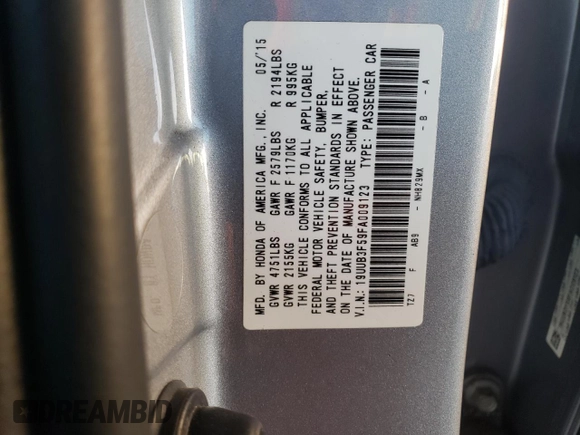 MFD. BY HONDA OF AMERICA MFG., INC. 05/'15
GVWR 4751LBS GAWR F 2579LBS R 2194LBS
GVWR 2155KG GAWR F 1170KG R 995KG
THIS VEHICLE CONFORMS TO ALL APPLICABLE
FEDERAL MOTOR VEHICLE SAFETY, BUMPER,
AND THEFT PREVENTION STANDARDS IN EFFECT
ON THE DATE OF MANUFACTURE SHOWN ABOVE.
V.I.N.: 19UUB3F59FA009123 TYPE: PASSENGER CAR
TZ7 F AB9 - NH829MX - B - A
DREAMBID